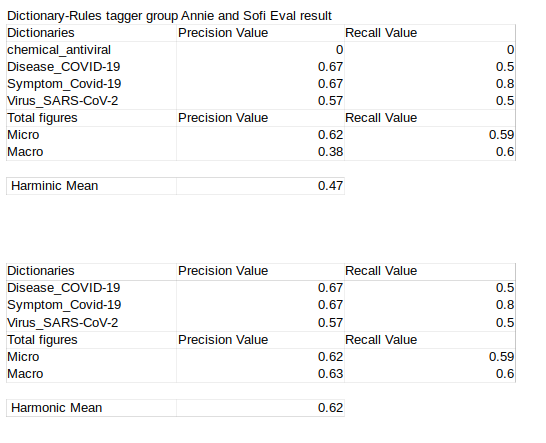 Dictionary-Rules tagger group Annie and Sofi Eval result
Dictionaries Precision Value Recall Value
chemical_antiviral 0 0
Disease_COVID-19 0.67 0.5
Symptom_Covid-19 0.67 0.8
Virus_SARS-CoV-2 0.57 0.5
Total figures Precision Value Recall Value
Micro 0.62 0.59
Macro 0.38 0.6
Harminic Mean 0.47
Dictionaries Precision Value Recall Value
Disease_COVID-19 0.67 0.5
Symptom_Covid-19 0.67 0.8
Virus_SARS-CoV-2 0.57 0.5
Total figures Precision Value Recall Value
Micro 0.62 0.59
Macro 0.63 0.6
Harmonic Mean 0.62